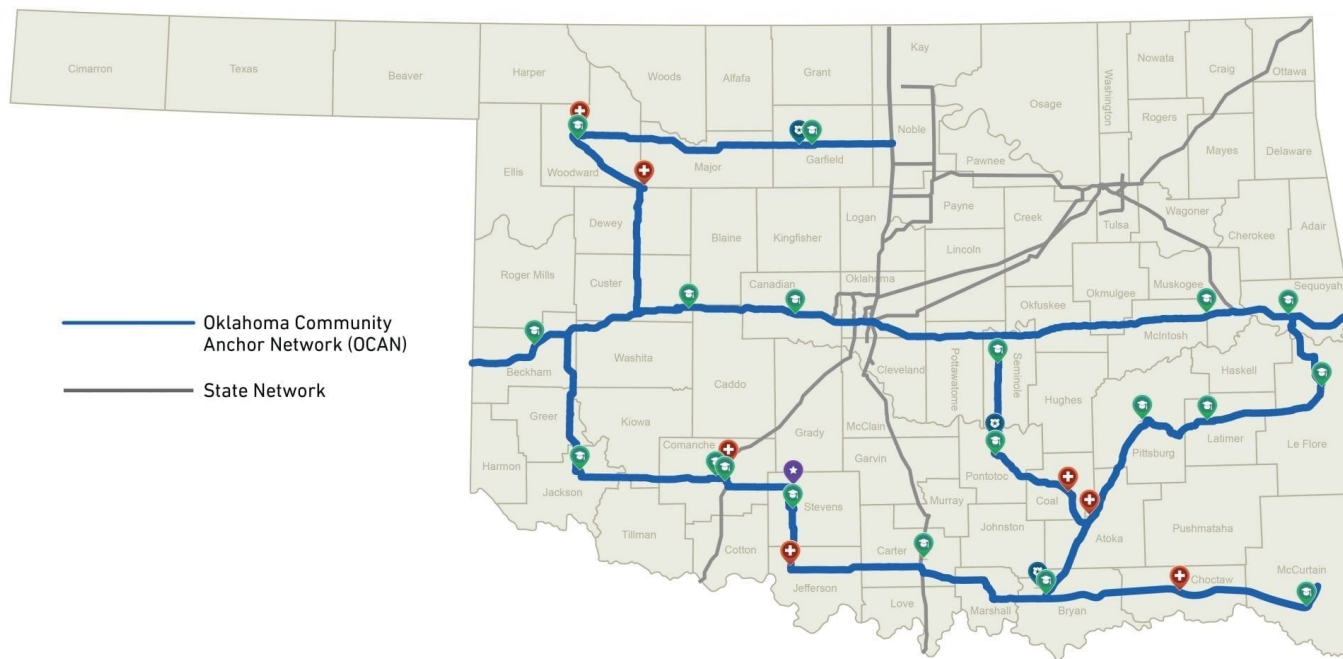 Cimarron
Texas
Beaver
Harper
Woods
Alfafa
Grant
Kay
Osage
Washington
Nowata
Craig
Ottawa
Rogers
Mayes
Delaware
Ellis
Woodward
Major
Garfield
Noble
Pawnee
Dewey
Blaine
Kingfisher
Logan
Payne
Creek
Tulsa
Wagoner
Cherokee
Adair
Roger Mills
Custer
Canadian
Oklahoma
Lincoln
Okfuskee
Okmulgee
Muskogee
Sequoyah
Oklahoma Community
Anchor Network (OCAN)
State Network
Beckham
Washita
Caddo
Cleveland
Pottawatome
Seminole
McIntosh
Haskell
Greer
Kiowa
Comanche
Grady
McClain
Hughes
Pittsburg
Latimer
Le Flore
Harmon
Jackson
Garvin
Pontotoc
Coal
Tillman
Cotton
Stevens
Murray
Johnston
Atoka
Pushmataha
Jefferson
Carter
Love
Marshall
Bryan
Choctaw
McCurtain